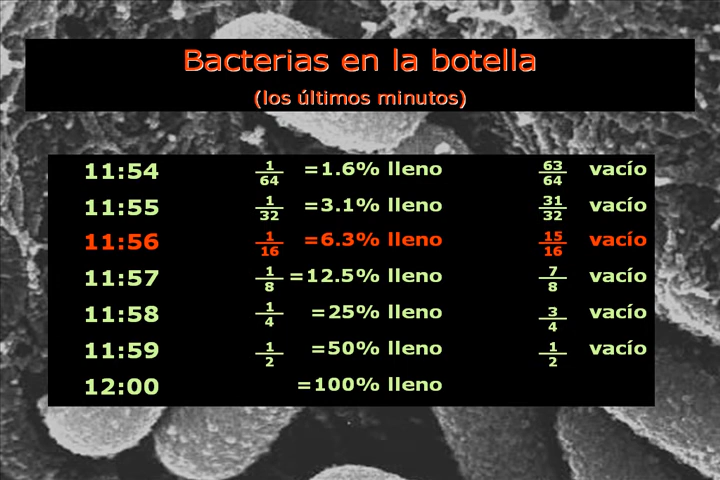 Bacterias en la botella
(los últimos minutos)
11:54 1/64 =1.6% lleno 63/64 vacío
11:55 1/32 =3.1% lleno 31/32 vacío
11:56 1/16 =6.3% lleno 15/16 vacío
11:57 1/8 =12.5% lleno 7/8 vacío
11:58 1/4 =25% lleno 3/4 vacío
11:59 1/2 =50% lleno 1/2 vacío
12:00 =100% lleno